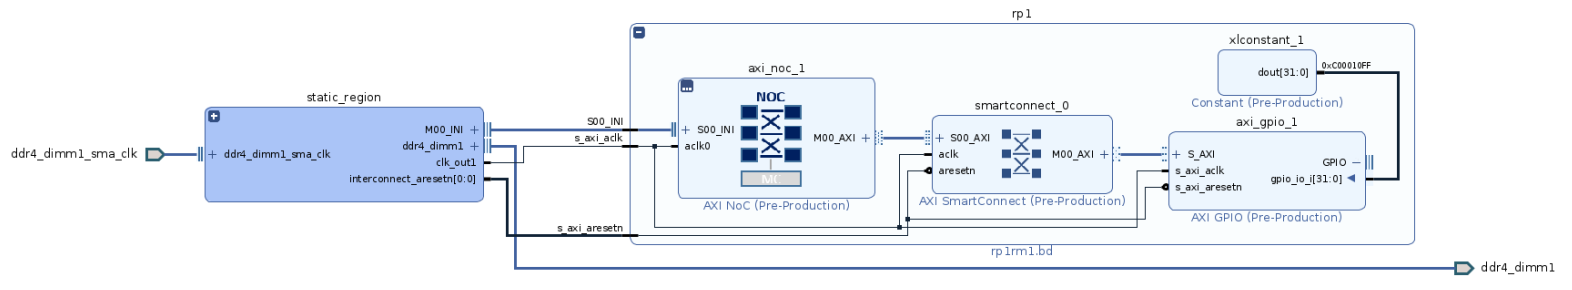 rp1
xlconstant_1
dout[31:0]
0xC00010FF
Constant (Pre-Production)
axi_noc_1
NOC
S00_INI
aclk0
M00_AXI
MC
AXI NoC (Pre-Production)
static_region
M00_INI
ddr4_dimm1_sma_clk
ddr4_dimm1
clk_out1
interconnect_aresetn[0:0]
ddr4_dimm1_sma_clk
S00_INI
s_axi_aclk
s_axi_aresetn
smartconnect_0
S00_AXI
aclk
aresetn
M00_AXI
AXI SmartConnect (Pre-Production)
axi_gpio_1
S_AXI
s_axi_aclk
s_axi_aresetn
GPIO
gpio_io_i[31:0]
AXI GPIO (Pre-Production)
rp1rm1.bd
ddr4_dimm1